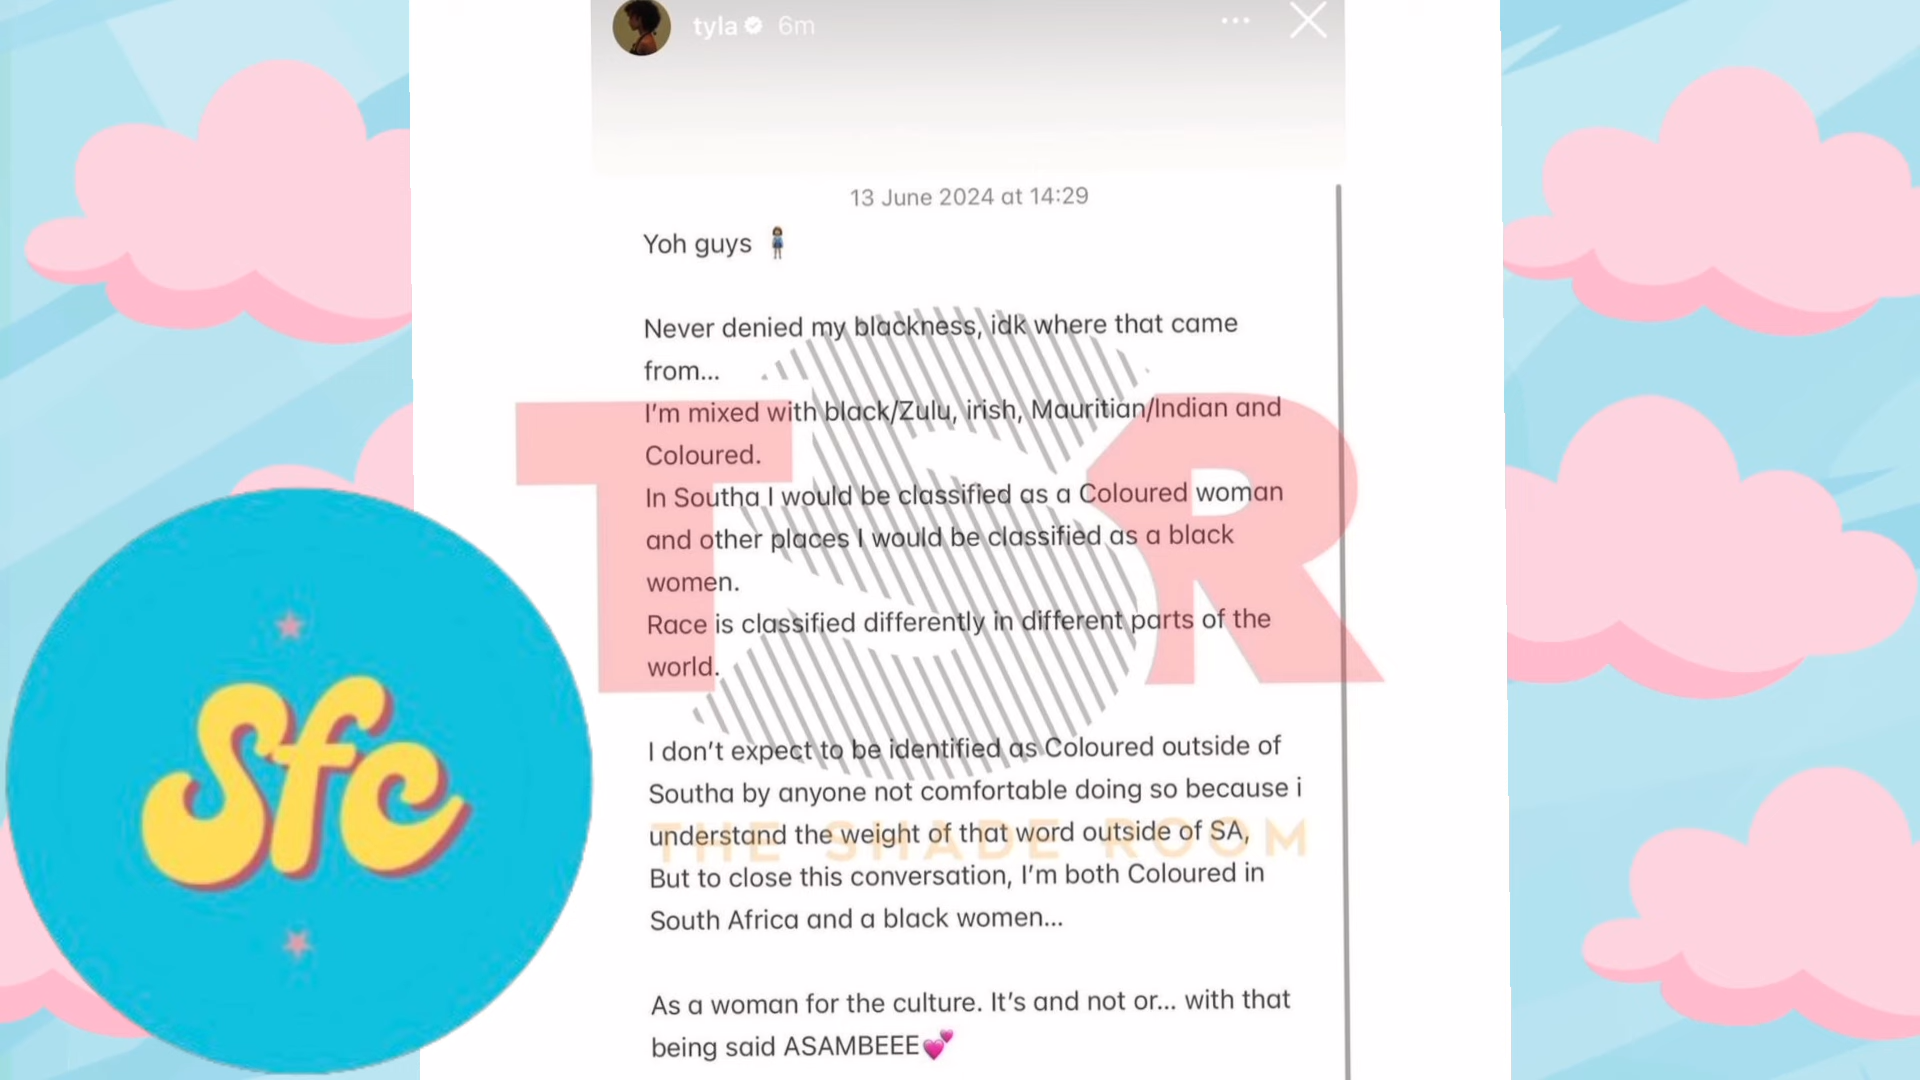 tyla 6m
13 June 2024 at 14:29
Yoh guys 🧍🏽‍♀️
Never denied my blackness, idk where that came
from...
I'm mixed with black/Zulu, irish, Mauritian/Indian and
Coloured.
In Southa I would be classified as a Coloured woman
and other places I would be classified as a black
women.
Race is classified differently in different parts of the
world.
I don't expect to be identified as Coloured outside of
Southa by anyone not comfortable doing so because i
understand the weight of that word outside of SA,
But to close this conversation, I'm both Coloured in
South Africa and a black women...
As a woman for the culture. It's and not or... with that
being said ASAMBEEE💕
TSR
THE SHADE ROOM
Sfc